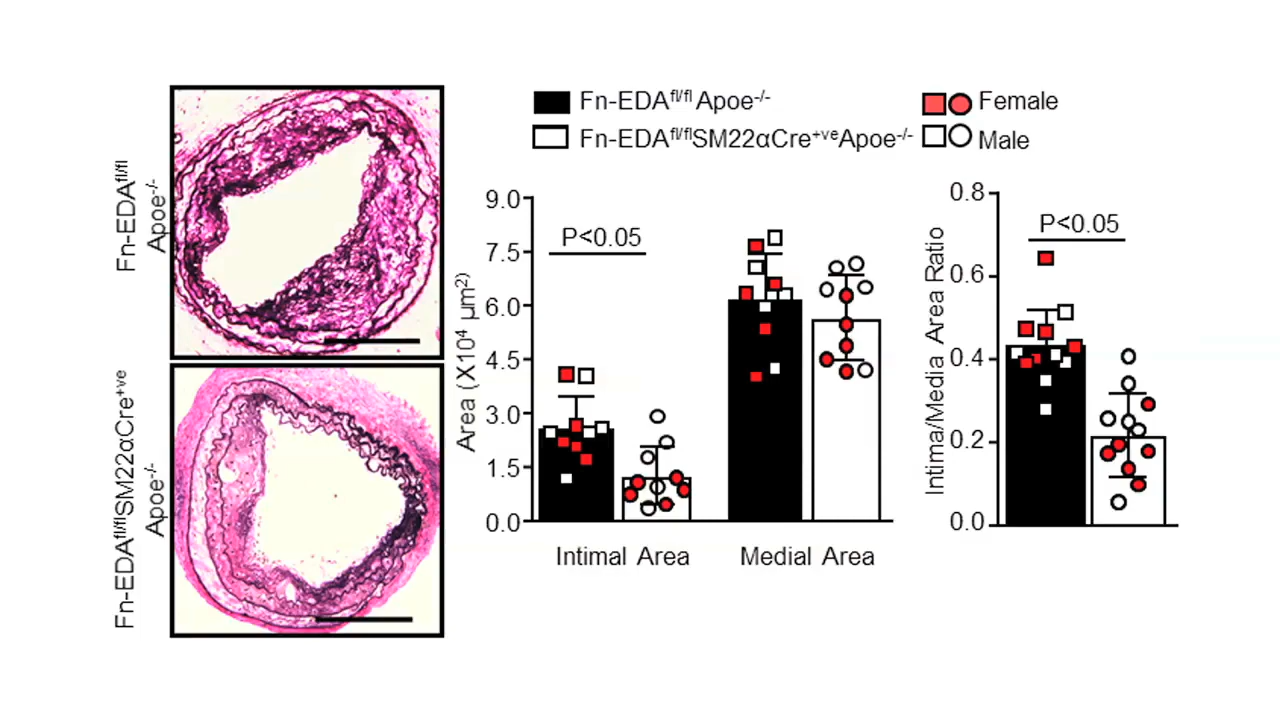 Fn-EDAfl/fl
Apoe-/-
Fn-EDAfl/flSM22αCre+ve
Apoe-/-
Fn-EDAfl/fl Apoe-/-
Fn-EDAfl/flSM22αCre+veApoe-/-
Female
Male
Area (X10⁴ μm²)
9.0
7.5
6.0
4.5
3.0
1.5
0.0
P<0.05
Intimal Area
Medial Area
Intima/Media Area Ratio
0.8
0.6
0.4
0.2
0.0
P<0.05